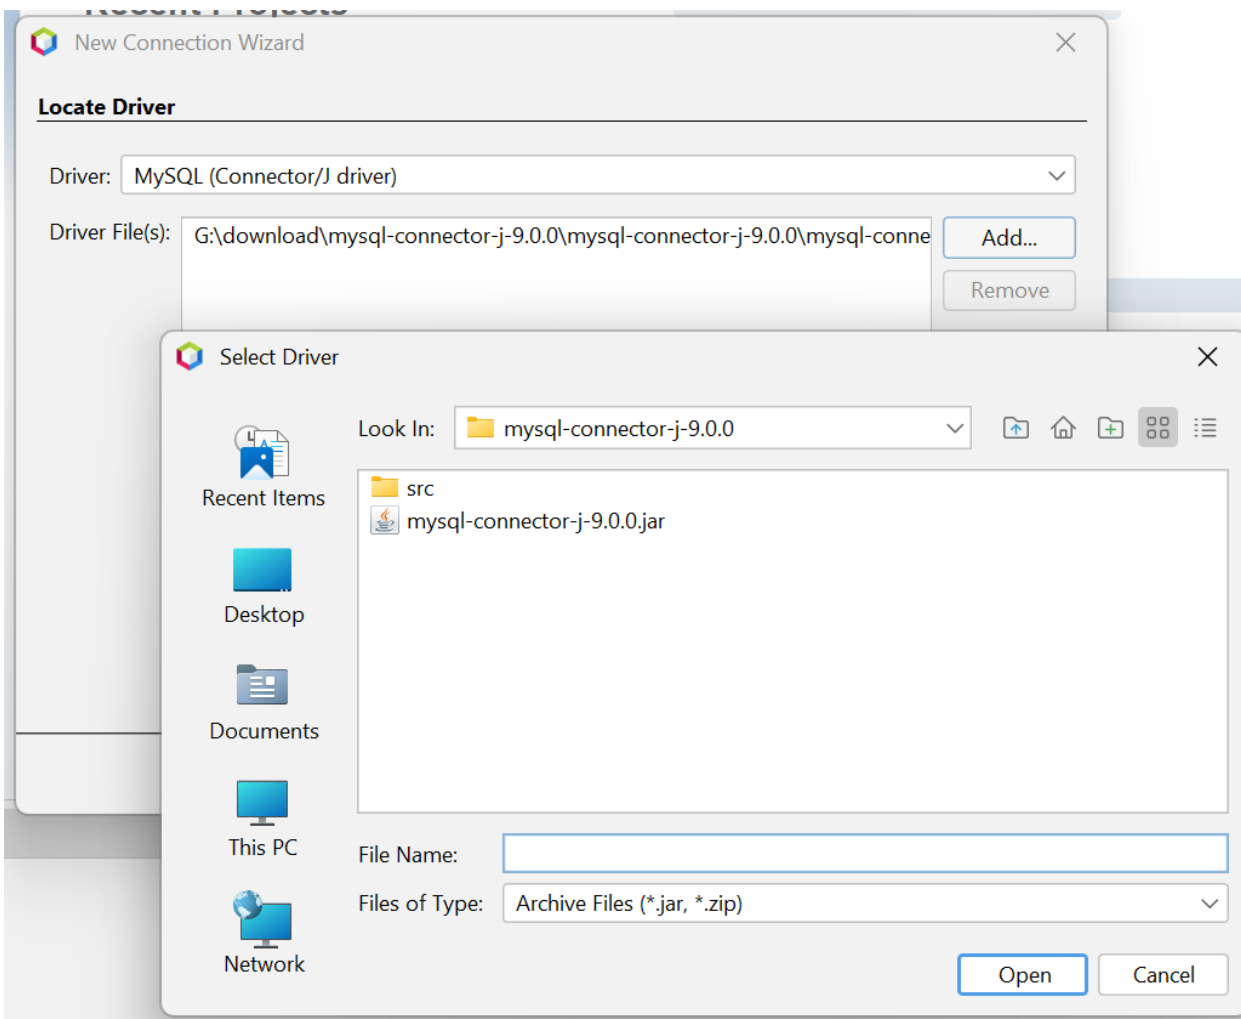 Recent Projects
New Connection Wizard
Locate Driver
Driver: MySQL (Connector/J driver)
Driver File(s): G:\download\mysql-connector-j-9.0.0\mysql-connector-j-9.0.0\mysql-conne
Add...
Remove
Select Driver
Look In: mysql-connector-j-9.0.0
Recent Items
src
mysql-connector-j-9.0.0.jar
Desktop
Documents
This PC
Network
File Name:
Files of Type: Archive Files (*.jar, *.zip)
Open Cancel